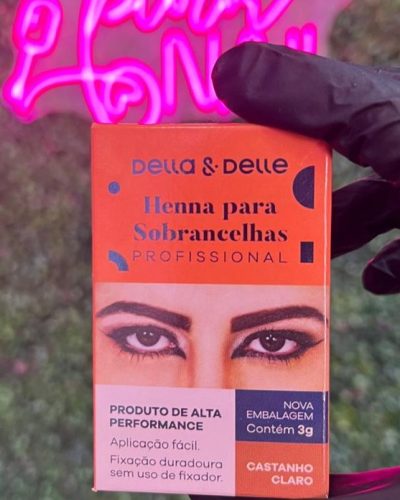 Della & Delle
Henna para
Sobrancelhas
PROFISSIONAL
PRODUTO DE ALTA
PERFORMANCE
Aplicação fácil.
Fixação duradoura
sem uso de fixador.
NOVA
EMBALAGEM
Contém 3g
CASTANHO
CLARO